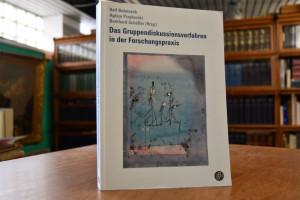 Ralf Bohnsack
Aglaja Przyborski
Burkhard Schäffer (Hrsg.)
Das Gruppendiskussionsverfahren
in der Forschungspraxis